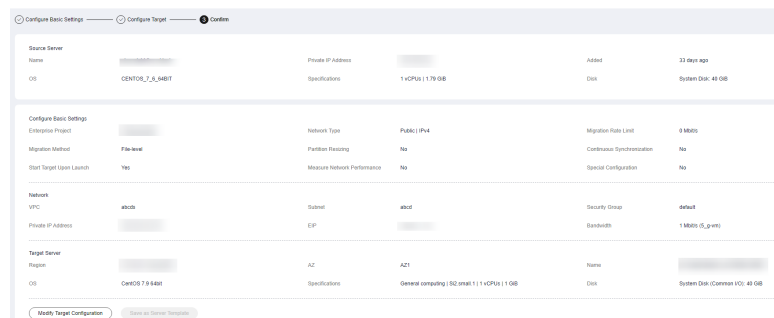 Configure Basic Settings Configure Target 3 Confirm
Source Server
Name Private IP Address Added 33 days ago
OS CENTOS_7_6_64BIT Specifications 1 vCPUs | 1.79 GiB Disk System Disk: 40 GiB
Configure Basic Settings
Enterprise Project Network Type Public | IPv4 Migration Rate Limit 0 Mbit/s
Migration Method File-level Partition Resizing No Continuous Synchronization No
Start Target Upon Launch Yes Measure Network Performance No Special Configuration No
Network
VPC abcds Subnet abcd Security Group default
Private IP Address EIP Bandwidth 1 Mbit/s (5_g-vm)
Target Server
Region AZ AZ1 Name
OS CentOS 7.9 64bit Specifications General computing | SI2.small.1 | 1 vCPUs | 1 GiB Disk System Disk (Common I/O): 40 GiB
Modify Target Configuration Save as Server Template